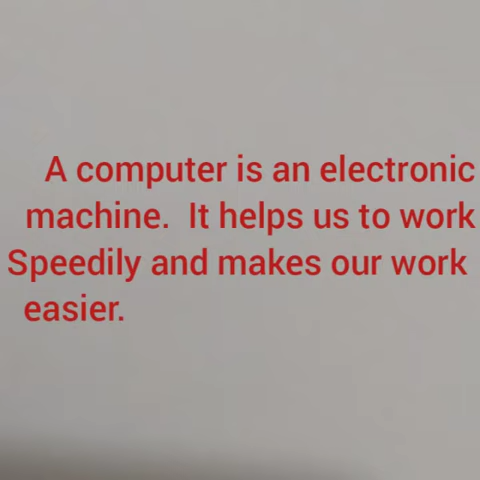 A computer is an electronic
machine. It helps us to work
Speedily and makes our work
easier.